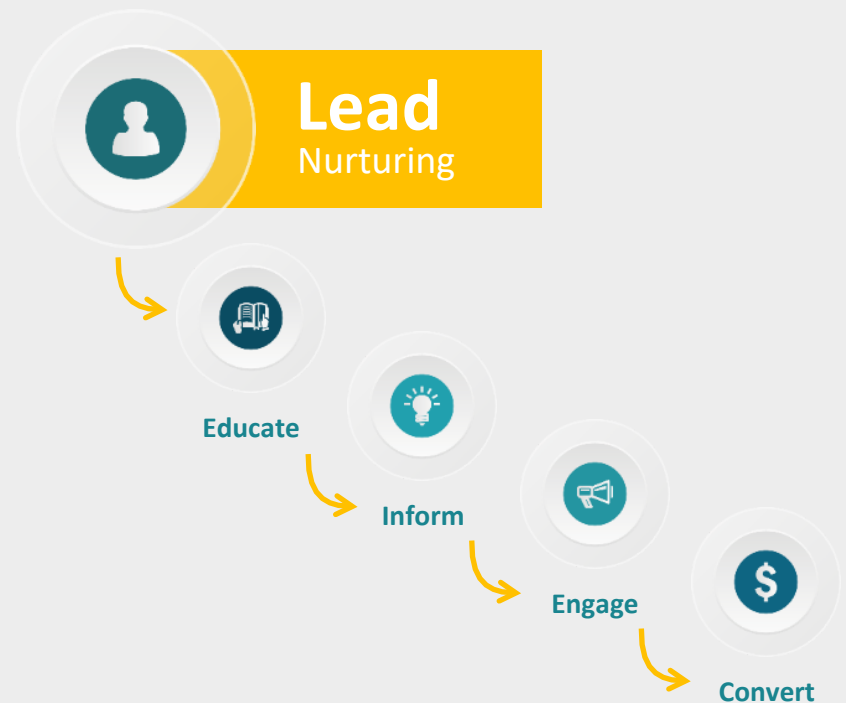 Lead
Nurturing
Educate
Inform
Engage
$
Convert